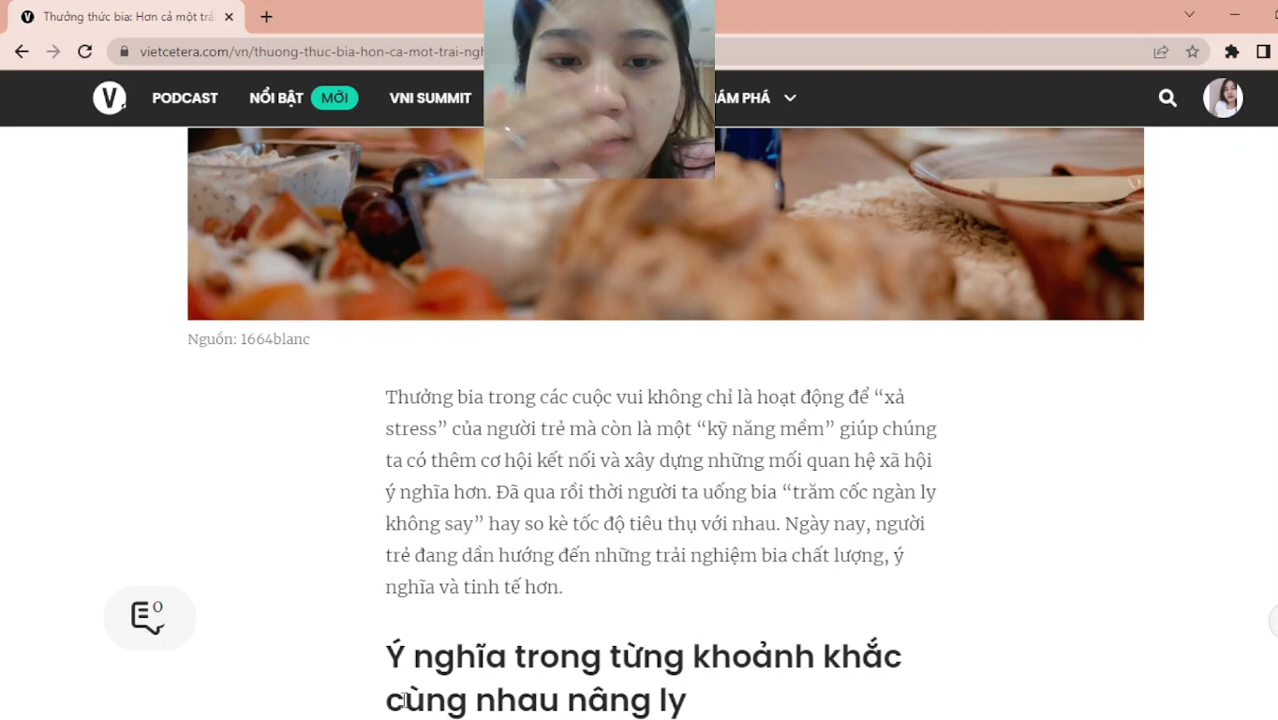 Thưởng thức bia: Hơn cả một trả
vietcetera.com/vn/thuong-thuc-bia-hon-ca-mot-trai-ngh
V.
PODCAST
NỔI BẬT
MỚI
VNI SUMMIT
ÁM PHÁ
Nguồn: 1664blanc
Thưởng bia trong các cuộc vui không chỉ là hoạt động để “xả
stress” của người trẻ mà còn là một “kỹ năng mềm” giúp chúng
ta có thêm cơ hội kết nối và xây dựng những mối quan hệ xã hội
ý nghĩa hơn. Đã qua rồi thời người ta uống bia “trăm cốc ngàn ly
không say” hay so kè tốc độ tiêu thụ với nhau. Ngày nay, người
trẻ đang dần hướng đến những trải nghiệm bia chất lượng, ý
nghĩa và tinh tế hơn.
0
Ý nghĩa trong từng khoảnh khắc
cùng nhau nâng ly